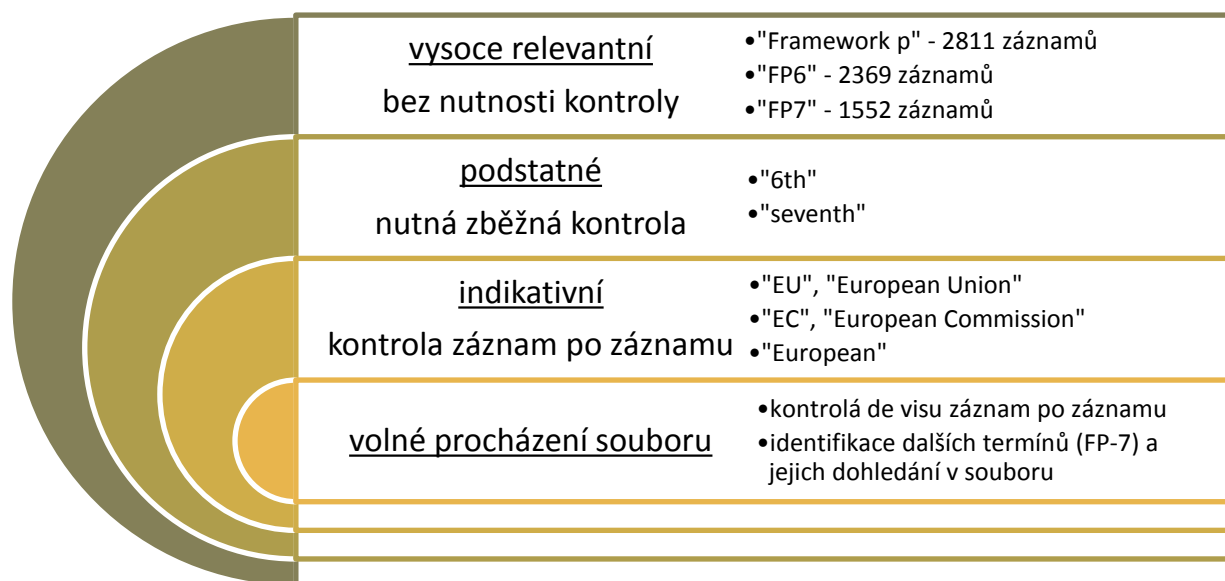 vysoce relevantní
bez nutnosti kontroly
•"Framework p" - 2811 záznamů
•"FP6" - 2369 záznamů
•"FP7" - 1552 záznamů
podstatné
nutná zběžná kontrola
•"6th"
•"seventh"
indikativní
kontrola záznam po záznamu
•"EU", "European Union"
•"EC", "European Commission"
•"European"
volné procházení souboru
•kontrolá de visu záznam po záznamu
•identifikace dalších termínů (FP-7) a
jejich dohledání v souboru